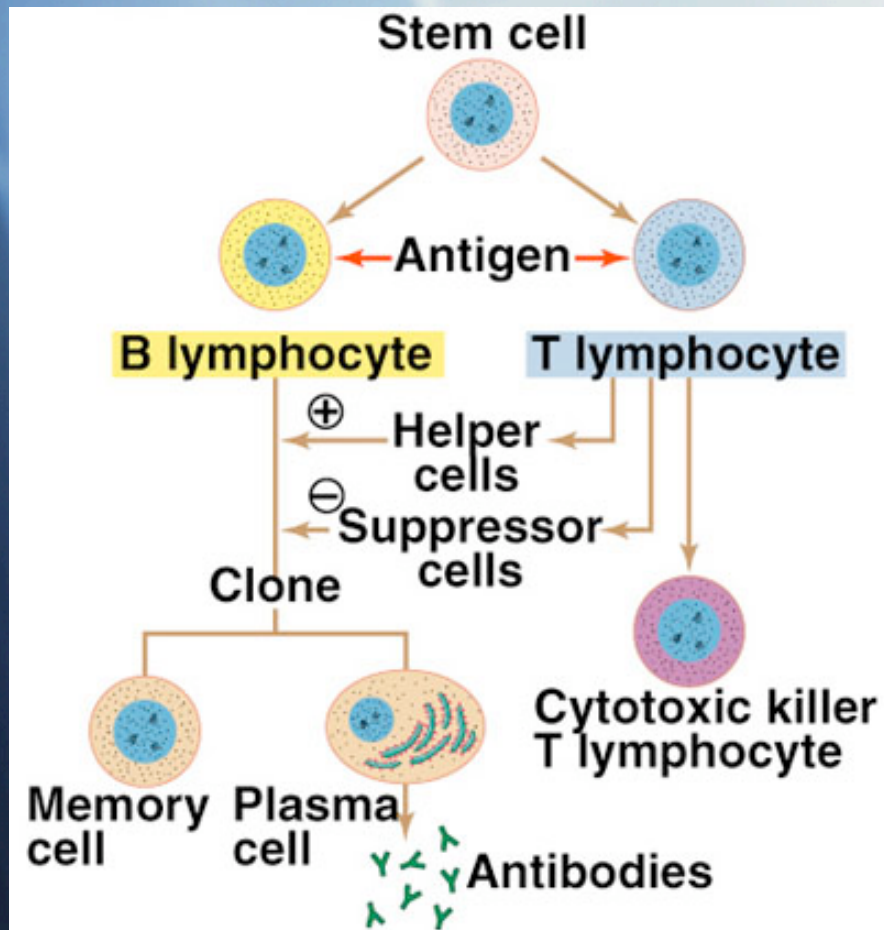 Stem cell
Antigen
B lymphocyte
T lymphocyte
+
Helper
cells
−
Suppressor
cells
Clone
Cytotoxic killer
T lymphocyte
Memory
cell
Plasma
cell
Antibodies